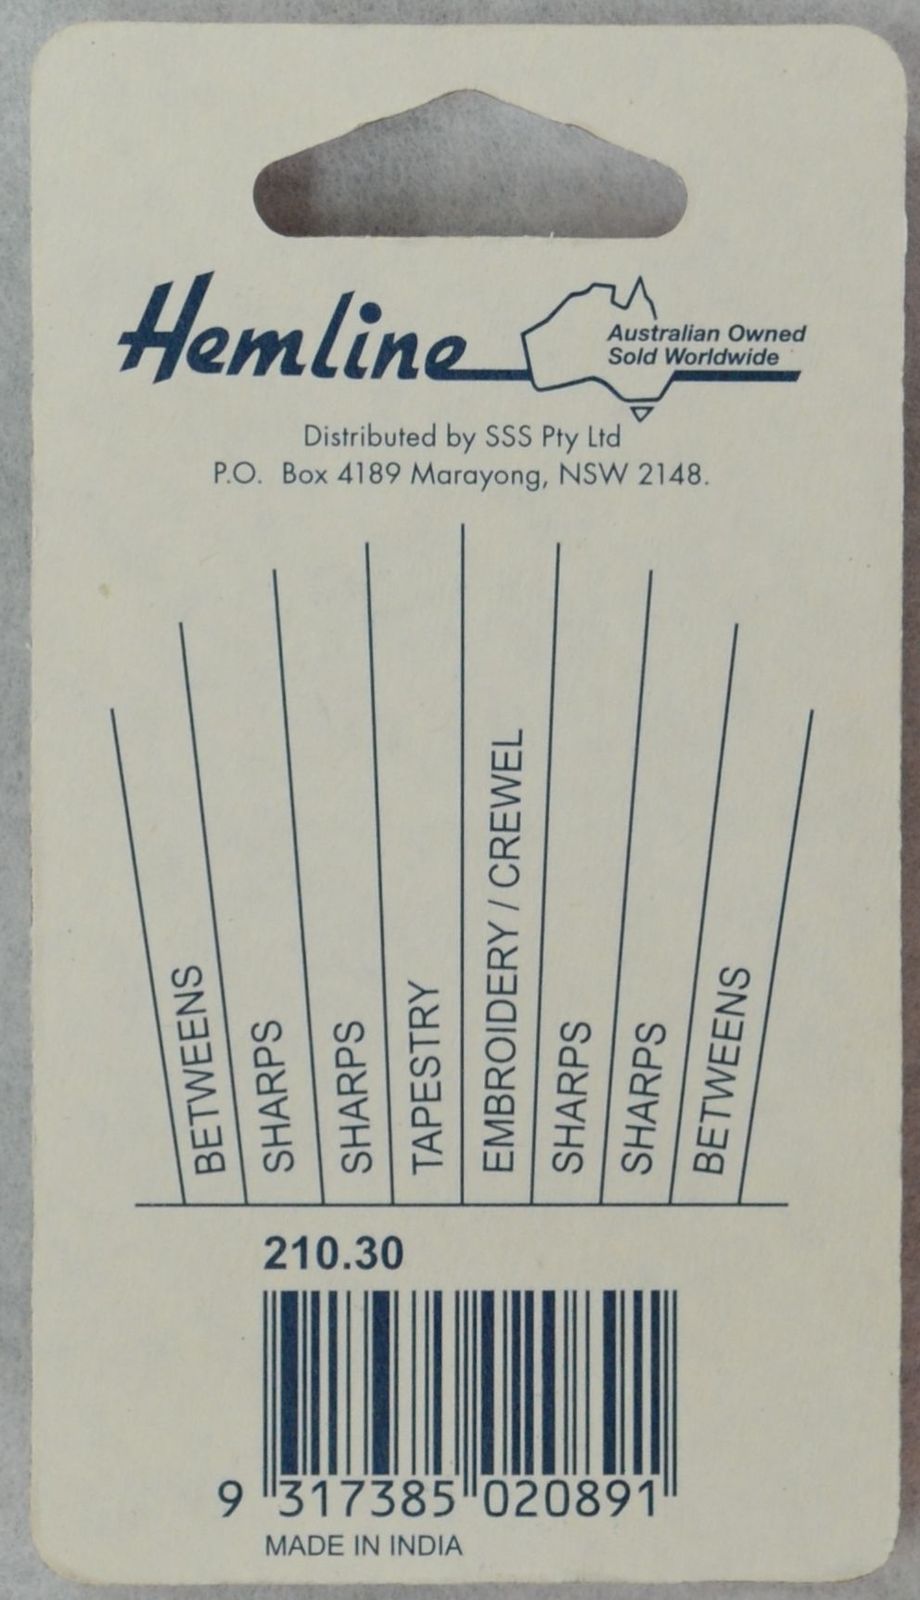 Hemline
Australian Owned
Sold Worldwide
Distributed by SSS Pty Ltd
P.O. Box 4189 Marayong, NSW 2148.
BETWEENS
SHARPS
SHARPS
TAPESTRY
EMBROIDERY / CREWEL
SHARPS
SHARPS
BETWEENS
210.30
9 317385 020891
MADE IN INDIA